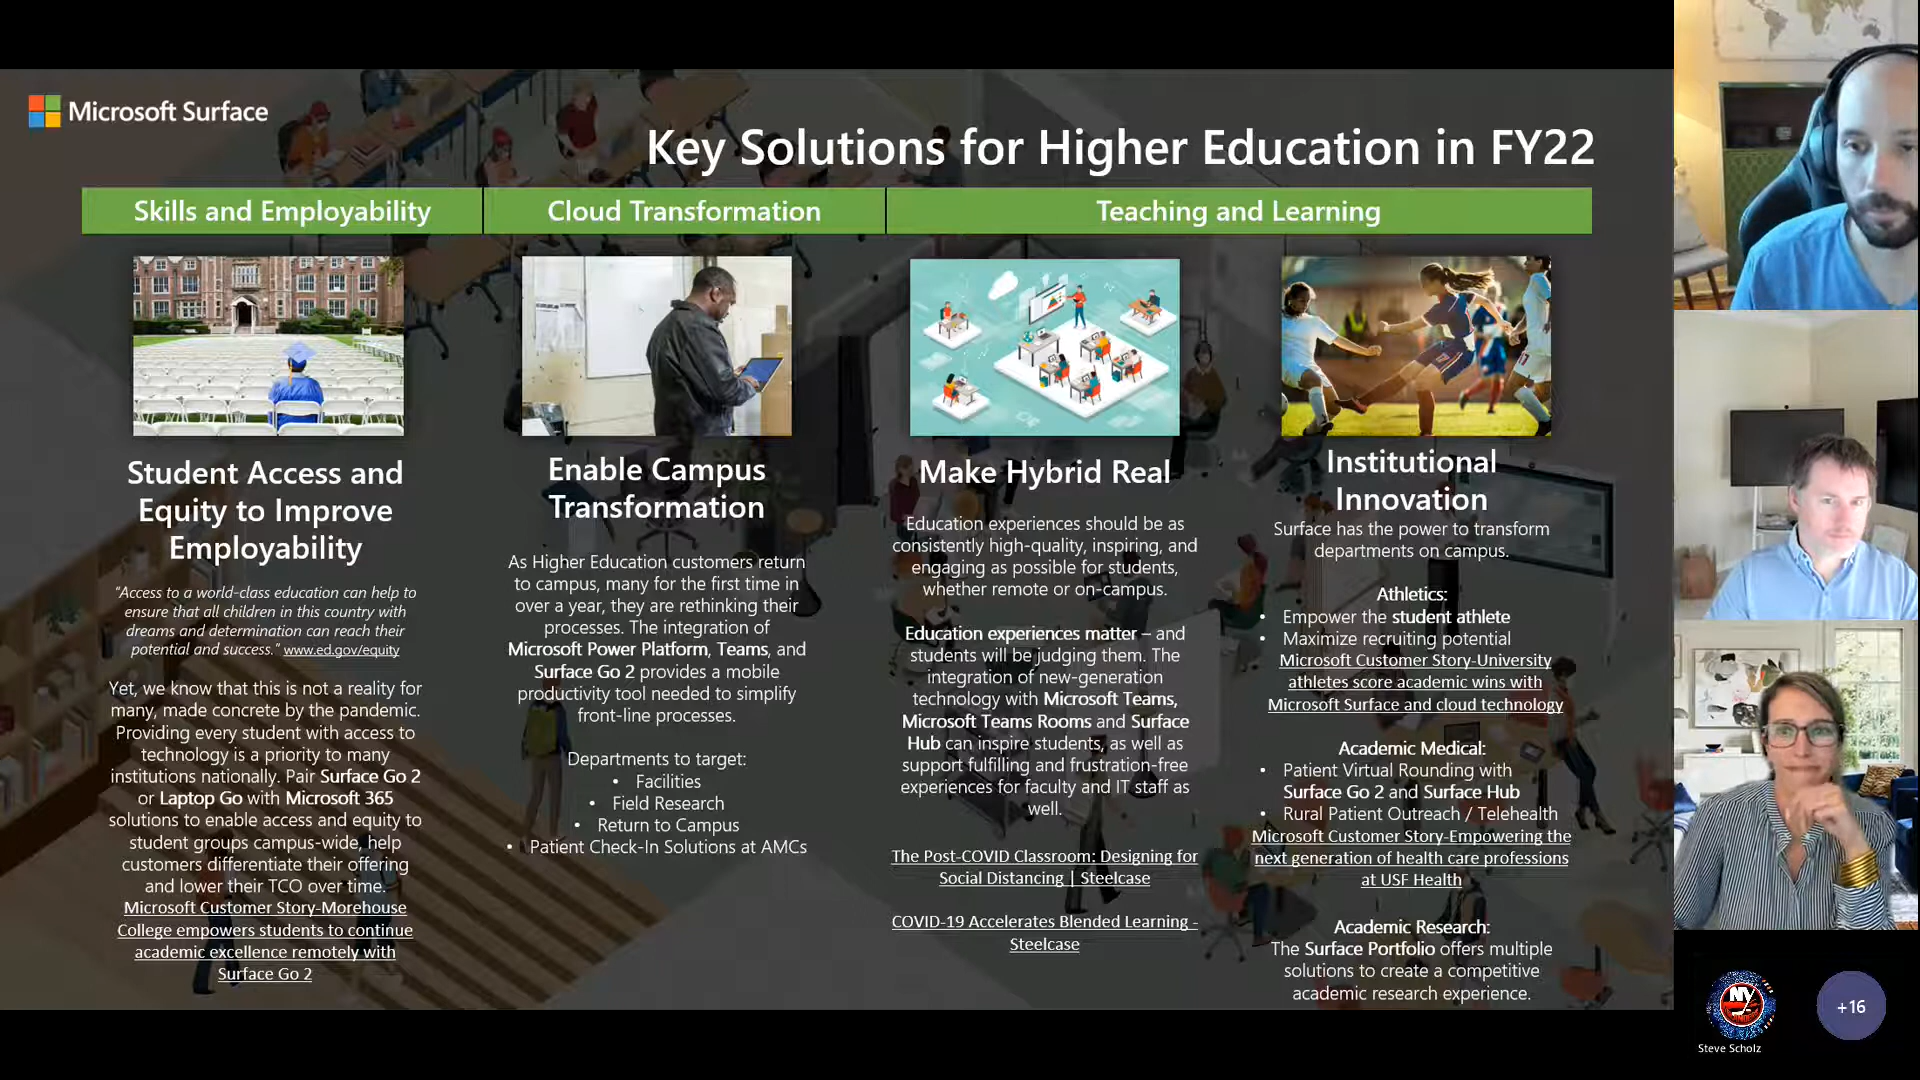 Microsoft Surface
Key Solutions for Higher Education in FY22
Skills and Employability
Cloud Transformation
Teaching and Learning
Student Access and
Equity to Improve
Employability
"Access to a world-class education can help to
ensure that all children in this country with
dreams and determination can reach their
potential and success." www.ed.gov/equity
Yet, we know that this is not a reality for
many, made concrete by the pandemic.
Providing every student with access to
technology is a priority to many
institutions nationally. Pair Surface Go 2
or Laptop Go with Microsoft 365
solutions to enable access and equity to
student groups campus-wide, help
customers differentiate their offering
and lower their TCO over time.
Microsoft Customer Story-Morehouse
College empowers students to continue
academic excellence remotely with
Surface Go 2
Enable Campus
Transformation
As Higher Education customers return
to campus, many for the first time in
over a year, they are rethinking their
processes. The integration of
Microsoft Power Platform, Teams, and
Surface Go 2 provides a mobile
productivity tool needed to simplify
front-line processes.
Departments to target:
• Facilities
• Field Research
• Return to Campus
• Patient Check-In Solutions at AMCs
Make Hybrid Real
Education experiences should be as
consistently high-quality, inspiring, and
engaging as possible for students,
whether remote or on-campus.
Education experiences matter – and
students will be judging them. The
integration of new-generation
technology with Microsoft Teams,
Microsoft Teams Rooms and Surface
Hub can inspire students, as well as
support fulfilling and frustration-free
experiences for faculty and IT staff as
well.
The Post-COVID Classroom: Designing for
Social Distancing | Steelcase
COVID-19 Accelerates Blended Learning -
Steelcase
Institutional
Innovation
Surface has the power to transform
departments on campus.
Athletics:
• Empower the student athlete
• Maximize recruiting potential
Microsoft Customer Story-University
athletes score academic wins with
Microsoft Surface and cloud technology
Academic Medical:
• Patient Virtual Rounding with
Surface Go 2 and Surface Hub
• Rural Patient Outreach / Telehealth
Microsoft Customer Story-Empowering the
next generation of health care professions
at USF Health
Academic Research:
The Surface Portfolio offers multiple
solutions to create a competitive
academic research experience.
NY
Steve Scholz
+16